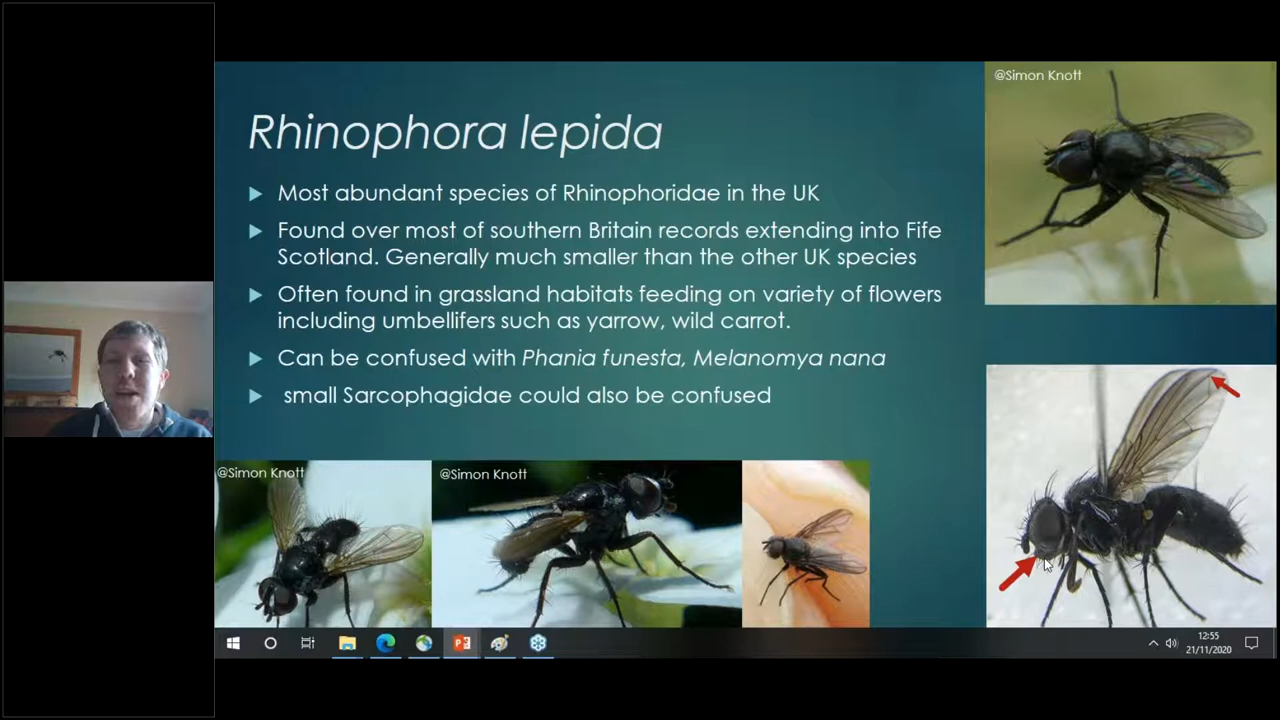 @Simon Knott
Rhinophora lepida
Most abundant species of Rhinophoridae in the UK
Found over most of southern Britain records extending into Fife
Scotland. Generally much smaller than the other UK species
Often found in grassland habitats feeding on variety of flowers
including umbellifers such as yarrow, wild carrot.
Can be confused with Phania funesta, Melanomya nana
small Sarcophagidae could also be confused
@Simon Knott
@Simon Knott
12:55
21/11/2020